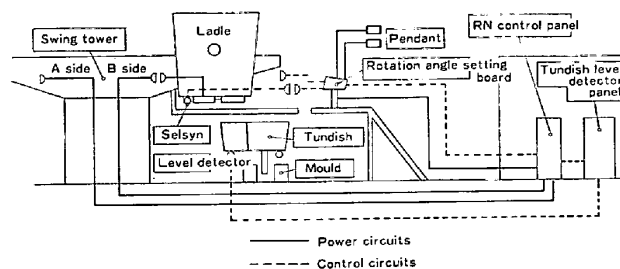 Swing tower
Ladle
A side
B side
Pendant
RN control panel
Rotation angle setting
board
Tundish level
detector
panel
Selsyn
Tundish
Level detector
Mould
Power circuits
Control circuits